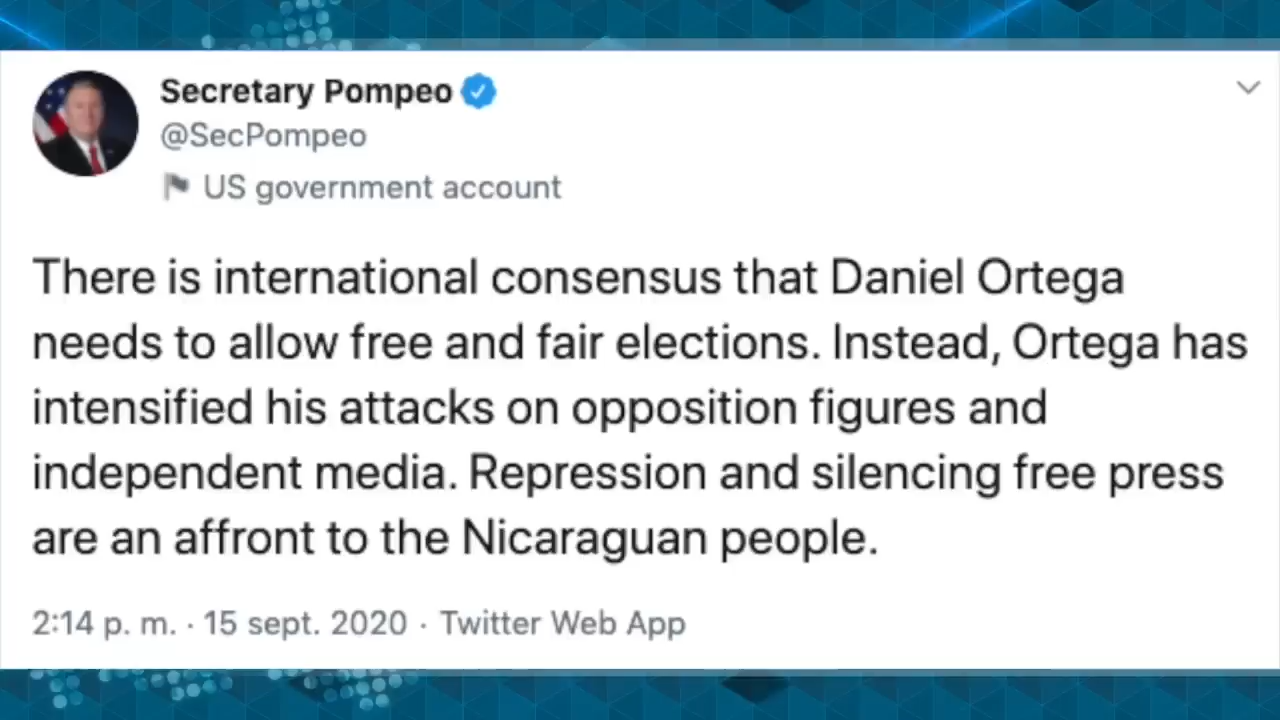 Secretary Pompeo
@SecPompeo
US government account
There is international consensus that Daniel Ortega
needs to allow free and fair elections. Instead, Ortega has
intensified his attacks on opposition figures and
independent media. Repression and silencing free press
are an affront to the Nicaraguan people.
2:14 p. m. · 15 sept. 2020 · Twitter Web App